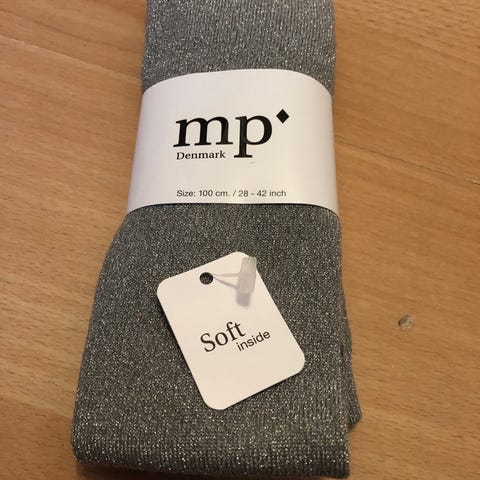 mp
Denmark
Size: 100 cm. / 28 - 42 inch
Soft
inside